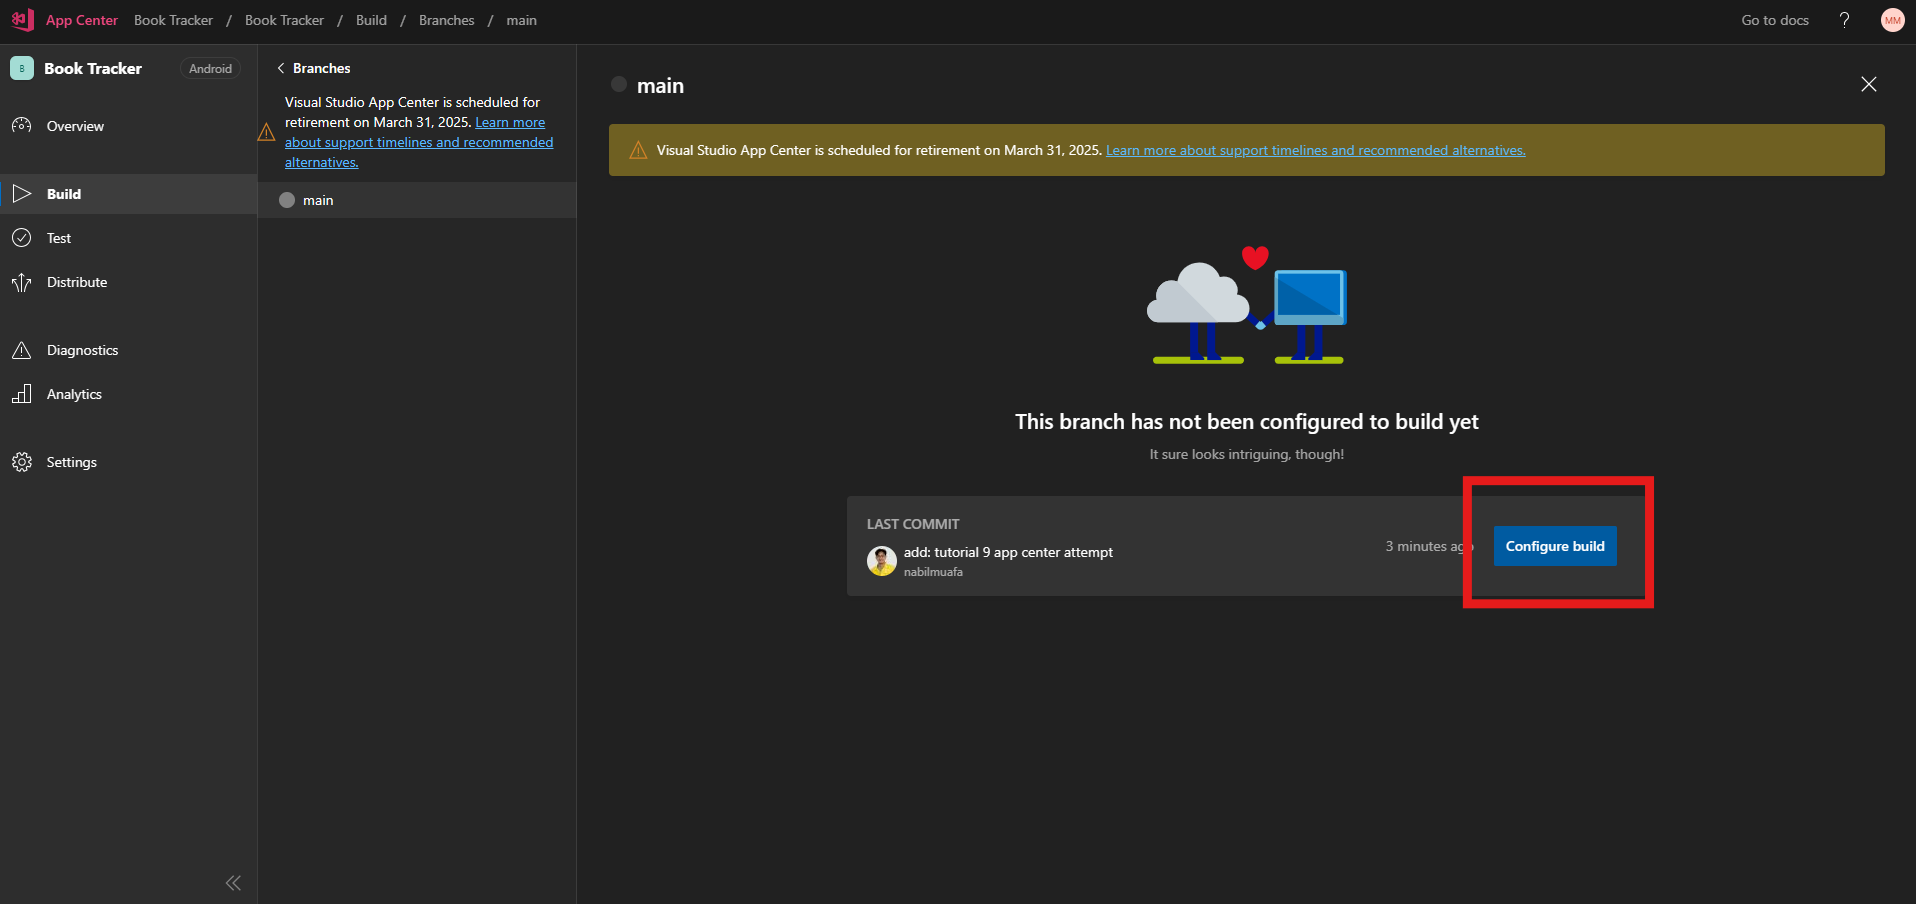 App Center Book Tracker / Book Tracker / Build / Branches / main Go to docs ? MM
B Book Tracker Android
Overview
Build
Test
Distribute
Diagnostics
Analytics
Settings
Branches
Visual Studio App Center is scheduled for
retirement on March 31, 2025. Learn more
about support timelines and recommended
alternatives.
main
main
Visual Studio App Center is scheduled for retirement on March 31, 2025. Learn more about support timelines and recommended alternatives.
This branch has not been configured to build yet
It sure looks intriguing, though!
LAST COMMIT
add: tutorial 9 app center attempt
nabilmuafa
3 minutes ago
Configure build